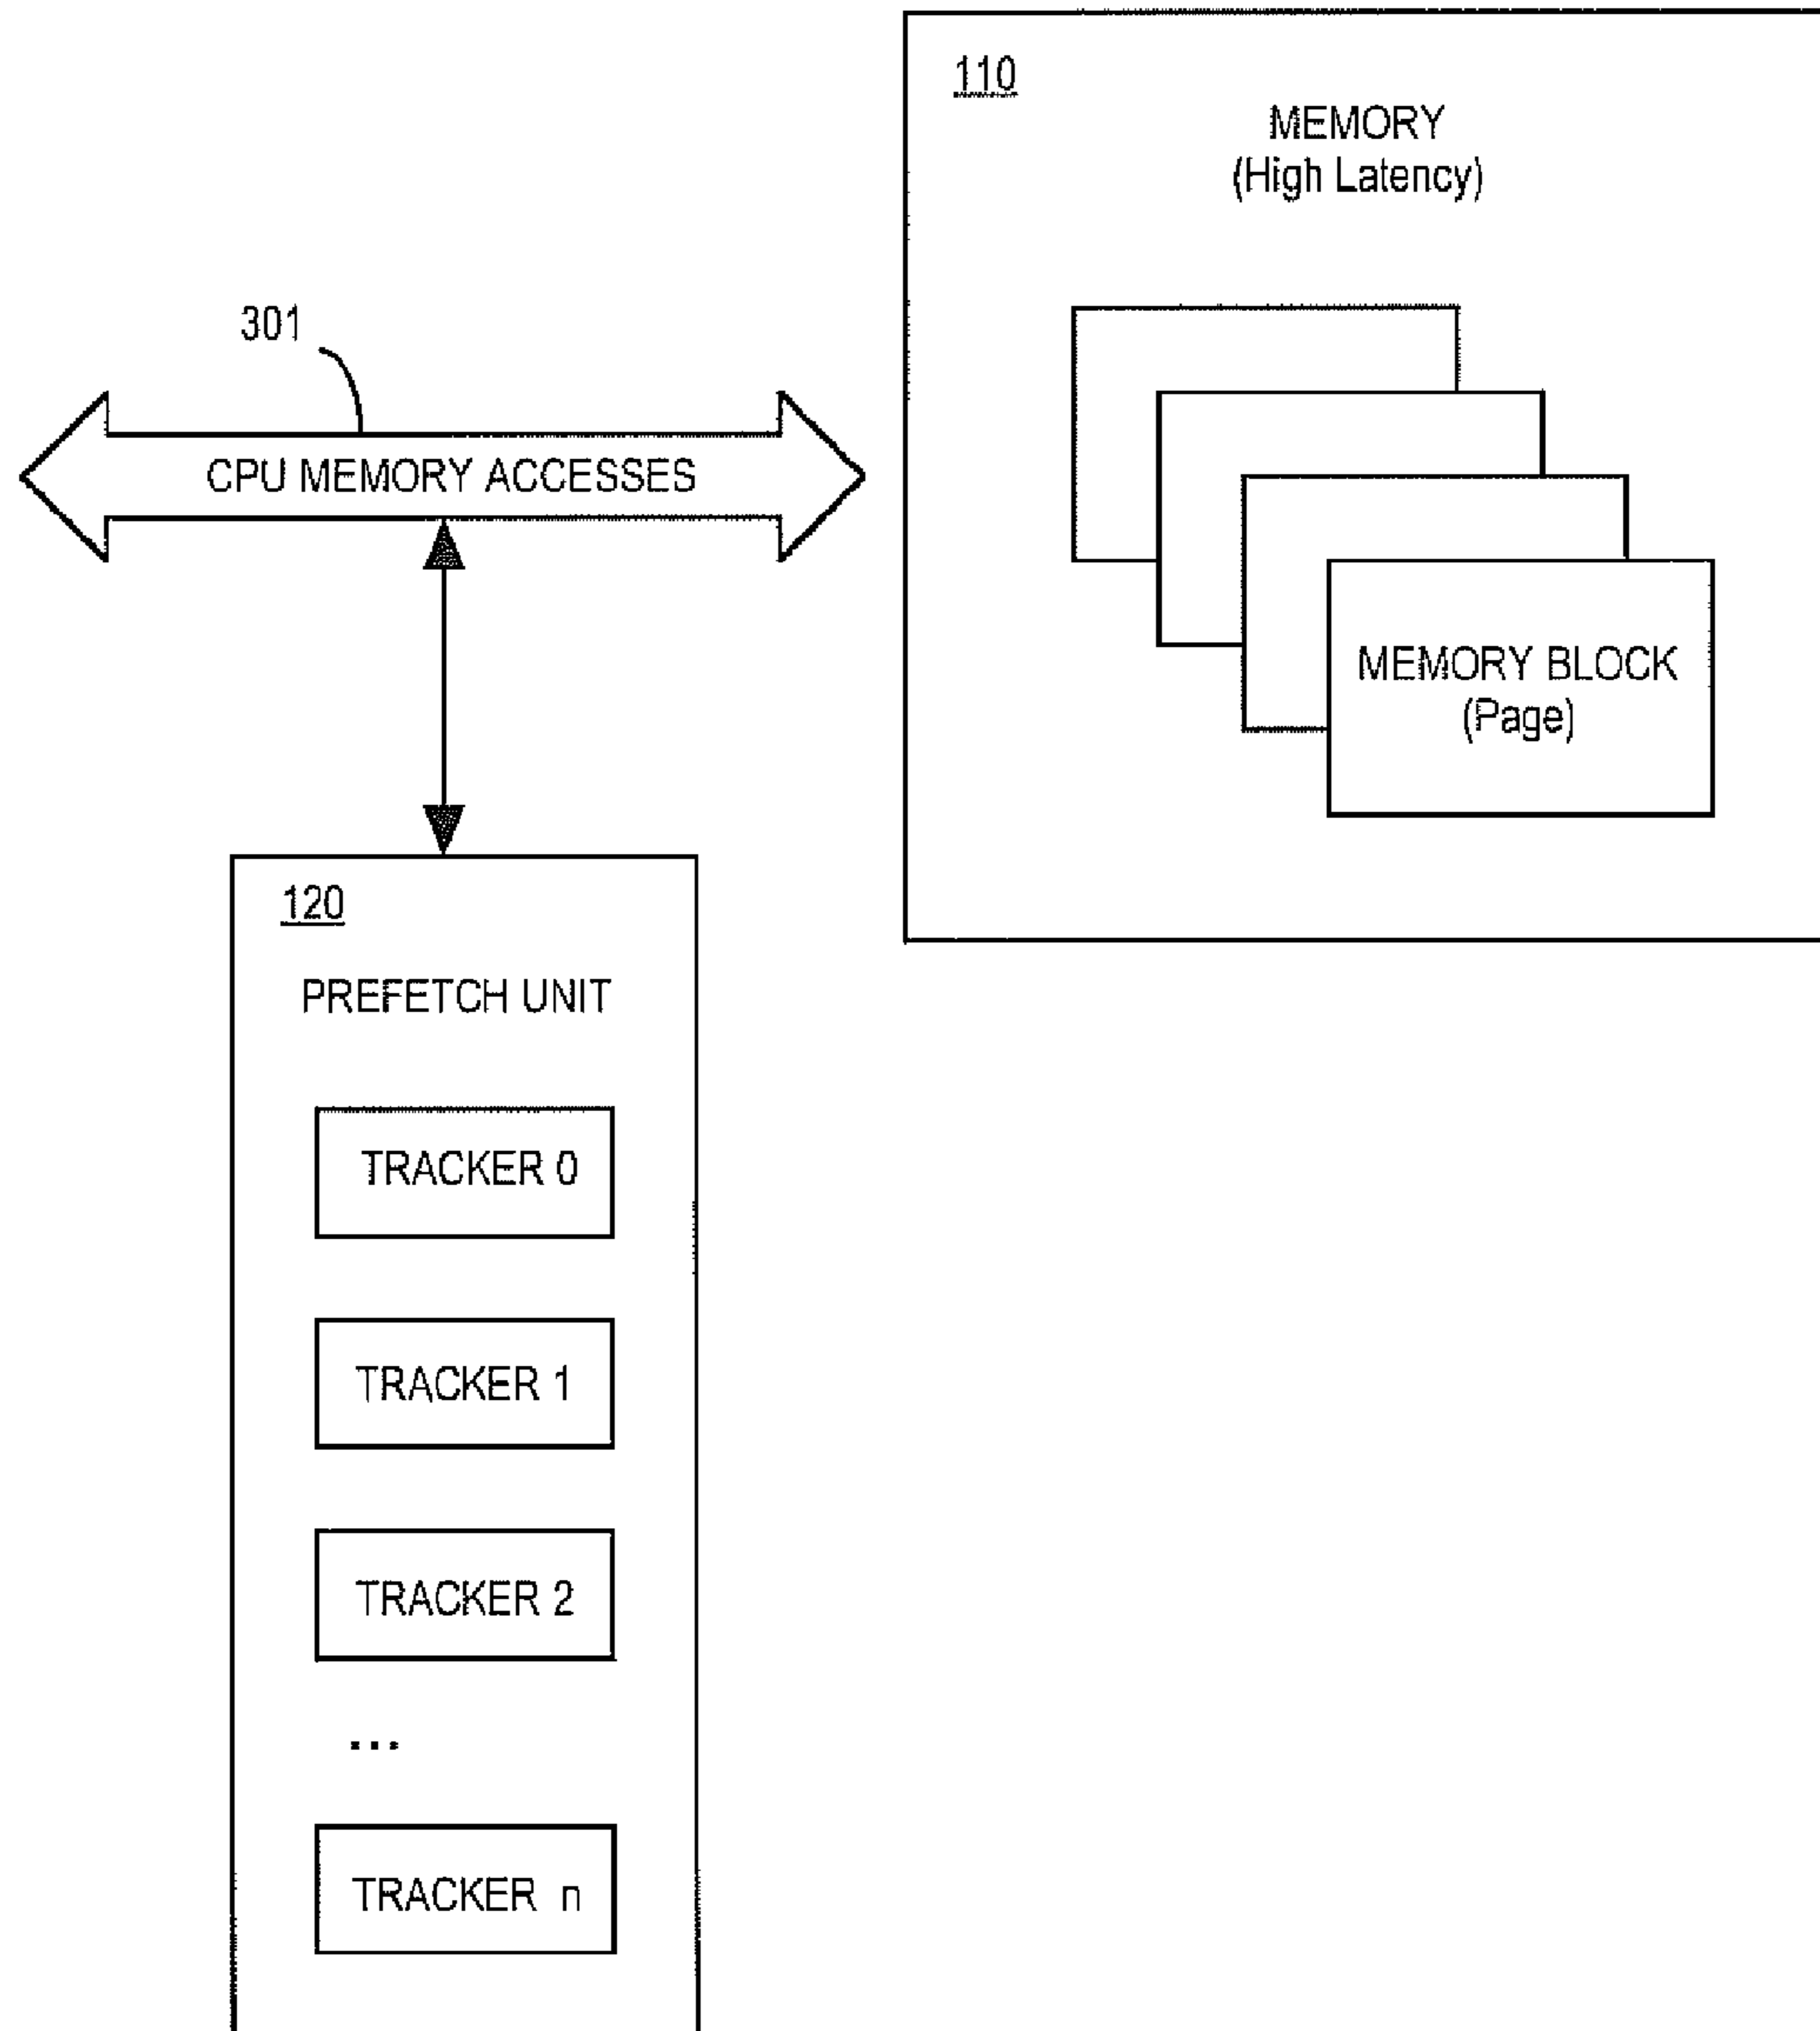 110
MEMORY
(High Latency)
301
CPU MEMORY ACCESSES
MEMORY BLOCK
(Page)
120
PREFETCH UNIT
TRACKER 0
TRACKER 1
TRACKER 2
...
TRACKER n